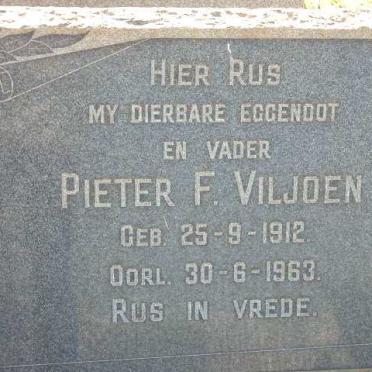 HIER RUS
MY DIERBARE EGGENOOT
EN VADER
PIETER F. VILJOEN
GEB. 25-9-1912.
OORL. 30-6-1963.
RUS IN VREDE.